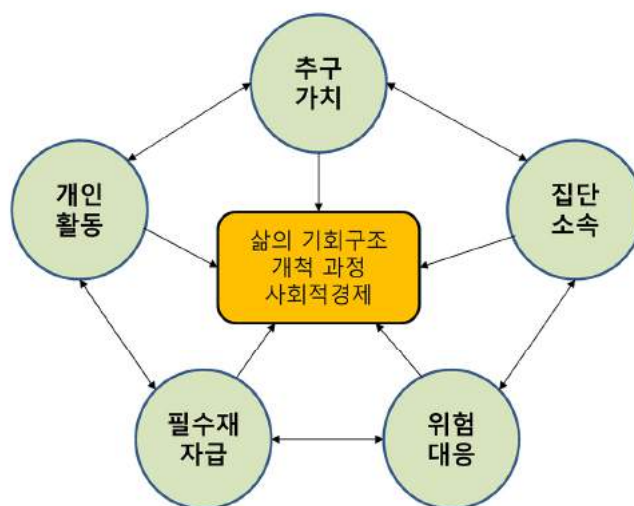 추구
가치
개인
활동
집단
소속
삶의 기회구조
개척 과정
사회적경제
필수재
자급
위험
대응